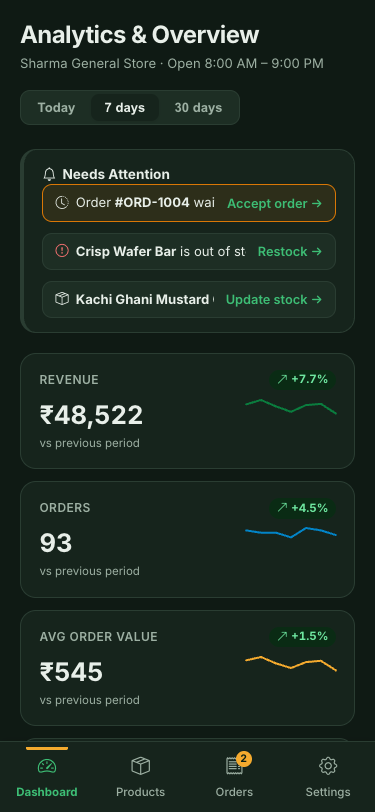 Analytics & Overview
Sharma General Store · Open 8:00 AM – 9:00 PM
Today 7 days 30 days
Needs Attention
Order #ORD-1004 wai Accept order →
Crisp Wafer Bar is out of st Restock →
Kachi Ghani Mustard Update stock →
REVENUE
↗ +7.7%
₹48,522
vs previous period
ORDERS
↗ +4.5%
93
vs previous period
AVG ORDER VALUE
↗ +1.5%
₹545
vs previous period
2
Dashboard Products Orders Settings